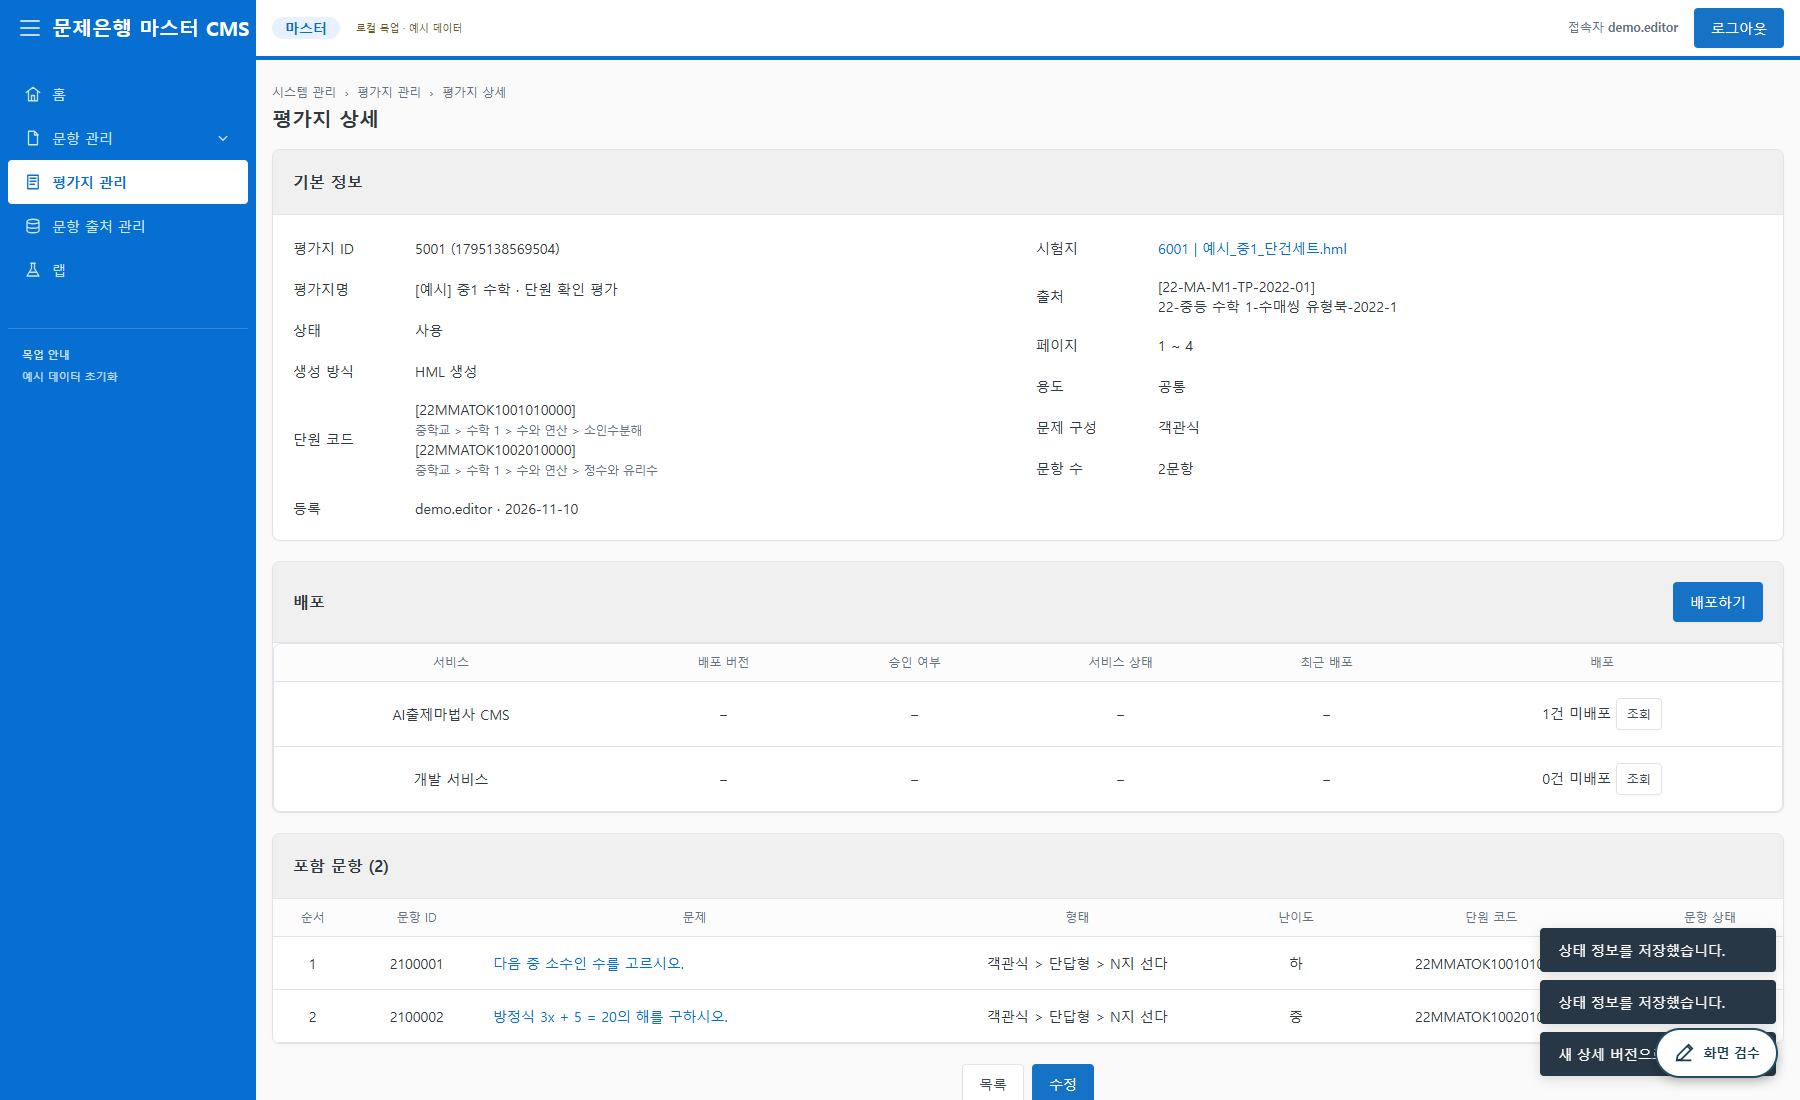 문제은행 마스터 CMS
마스터
로컬 목업 · 예시 데이터
접속자 demo.editor
로그아웃
홈
문항 관리
평가지 관리
문항 출처 관리
랩
목업 안내
예시 데이터 초기화
시스템 관리 › 평가지 관리 › 평가지 상세
평가지 상세
기본 정보
평가지 ID 5001 (1795138569504)
평가지명 [예시] 중1 수학 · 단원 확인 평가
상태 사용
생성 방식 HML 생성
단원 코드 [22MMATOK1001010000]
중학교 > 수학 1 > 수와 연산 > 소인수분해
[22MMATOK1002010000]
중학교 > 수학 1 > 수와 연산 > 정수와 유리수
등록 demo.editor · 2026-11-10
시험지 6001 | 예시_중1_단건세트.hml
출처 [22-MA-M1-TP-2022-01]
22-중등 수학 1-수매씽 유형북-2022-1
페이지 1 ~ 4
용도 공통
문제 구성 객관식
문항 수 2문항
배포
배포하기
서비스 배포 버전 승인 여부 서비스 상태 최근 배포 배포
AI출제마법사 CMS – – – – 1건 미배포 조회
개발 서비스 – – – – 0건 미배포 조회
포함 문항 (2)
순서 문항 ID 문제 형태 난이도 단원 코드 문항 상태
1 2100001 다음 중 소수인 수를 고르시오. 객관식 > 단답형 > N지 선다 하 22MMATOK100101
2 2100002 방정식 3x + 5 = 20의 해를 구하시오. 객관식 > 단답형 > N지 선다 중 22MMATOK100201
상태 정보를 저장했습니다.
상태 정보를 저장했습니다.
새 상세 버전으
화면 검수
목록
수정